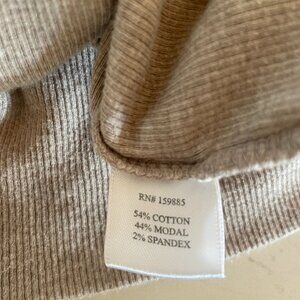 RN# 159885
54% COTTON
44% MODAL
2% SPANDEX